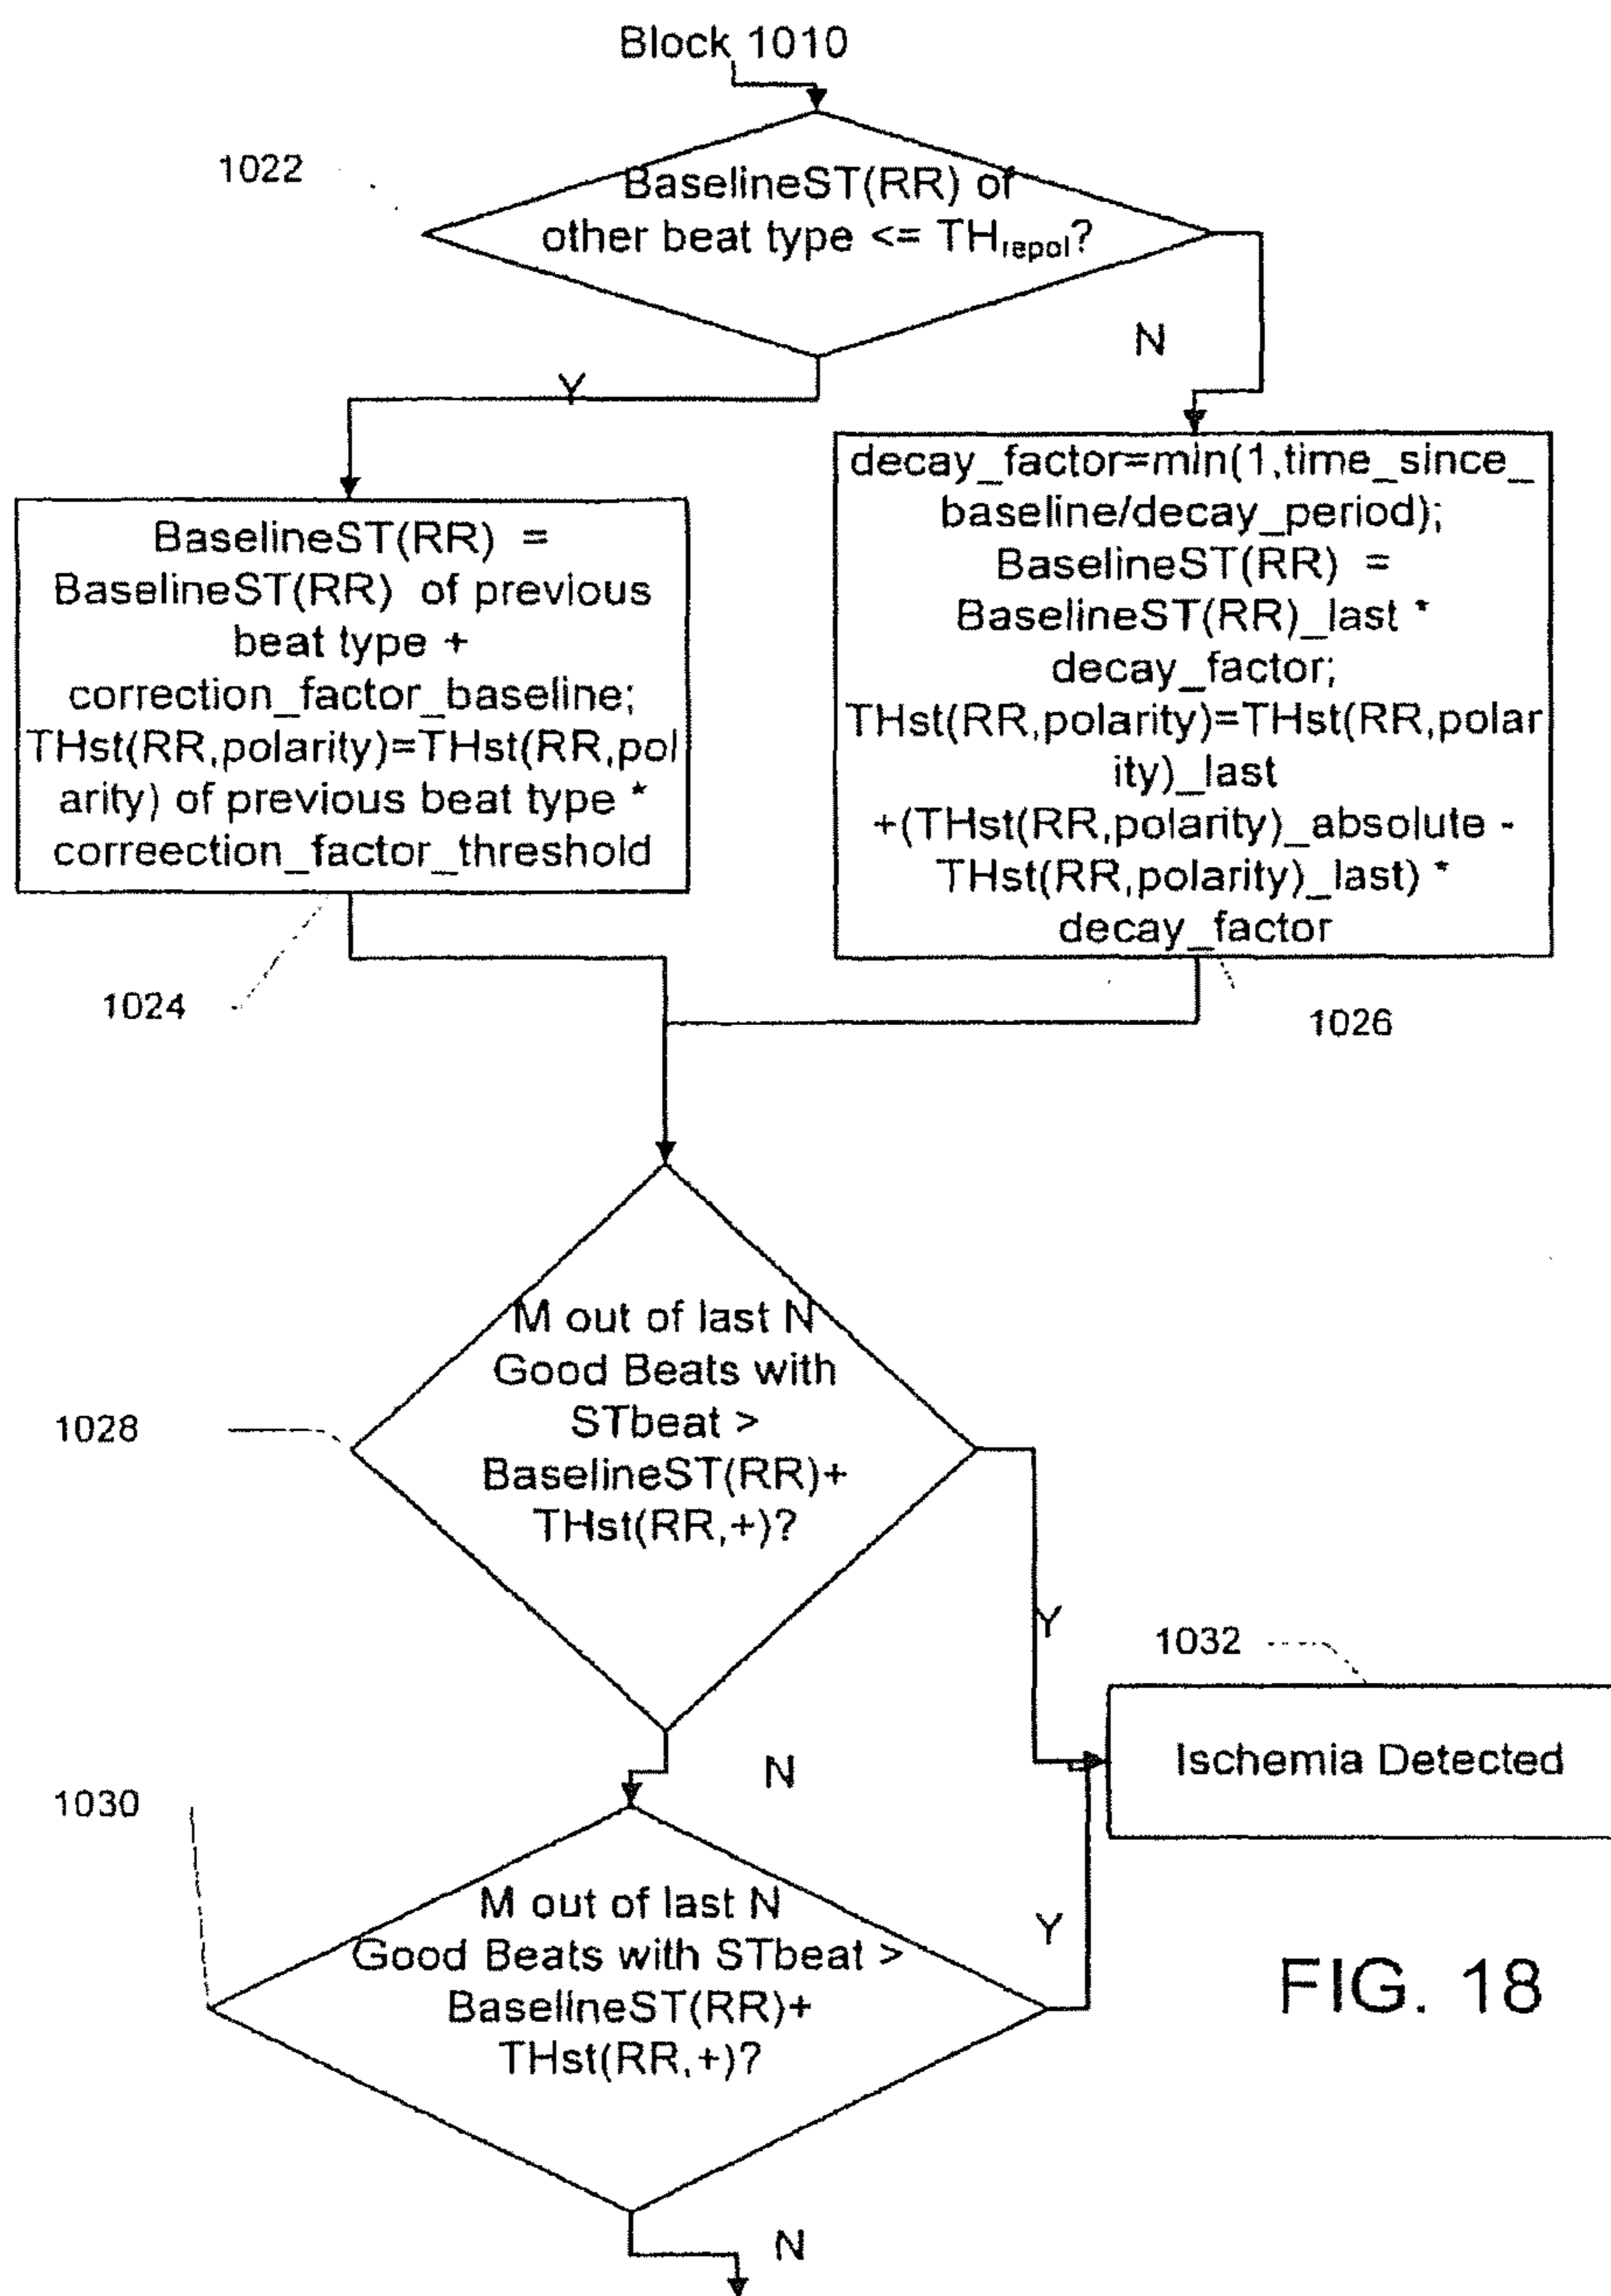 Block 1010
1022
BaselineST(RR) of
other beat type <= THrepol?
N
Y
BaselineST(RR) =
BaselineST(RR) of previous
beat type +
correction_factor_baseline;
THst(RR,polarity)=THst(RR,pol
arity) of previous beat type *
correection_factor_threshold
decay_factor=min(1,time_since_
baseline/decay_period);
BaselineST(RR) =
BaselineST(RR)_last *
decay_factor;
THst(RR,polarity)=THst(RR,polar
ity)_last
+(THst(RR,polarity)_absolute -
THst(RR,polarity)_last) *
decay_factor
1024
1026
M out of last N
Good Beats with
STbeat >
BaselineST(RR)+
THst(RR,+)?
1028
Y
1032
Ischemia Detected
N
1030
M out of last N
Good Beats with STbeat >
BaselineST(RR)+
THst(RR,+)?
Y
FIG. 18
N